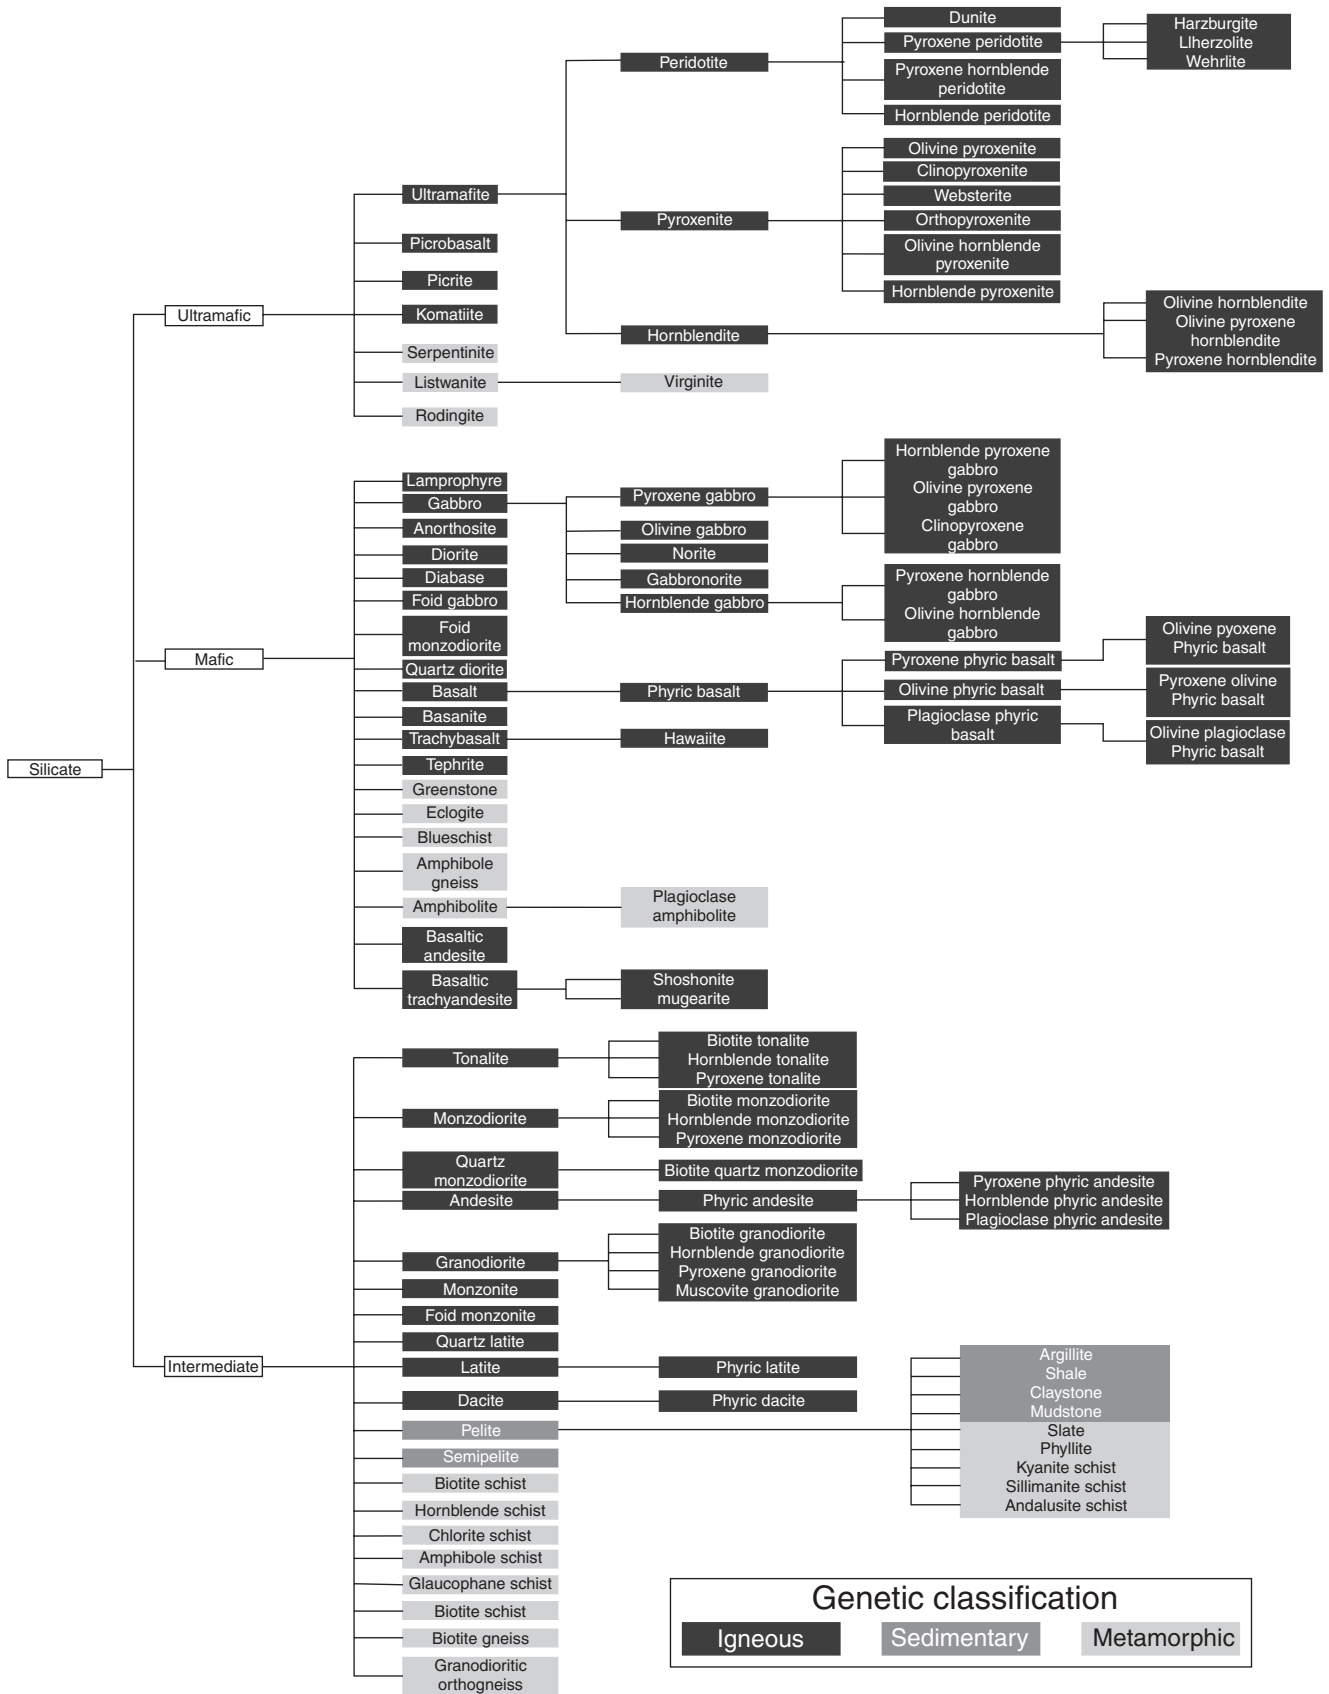 Silicate
Ultramafic
Ultramafite
Peridotite
Dunite
Pyroxene peridotite
Harzburgite
Llherzolite
Wehrlite
Pyroxene hornblende
peridotite
Hornblende peridotite
Pyroxenite
Olivine pyroxenite
Clinopyroxenite
Websterite
Orthopyroxenite
Olivine hornblende
pyroxenite
Hornblende pyroxenite
Hornblendite
Olivine hornblendite
Olivine pyroxene
hornblendite
Pyroxene hornblendite
Picrobasalt
Picrite
Komatiite
Serpentinite
Listwanite
Virginite
Rodingite
Mafic
Lamprophyre
Gabbro
Pyroxene gabbro
Hornblende pyroxene
gabbro
Olivine pyroxene
gabbro
Clinopyroxene
gabbro
Olivine gabbro
Norite
Gabbronorite
Hornblende gabbro
Pyroxene hornblende
gabbro
Olivine hornblende
gabbro
Anorthosite
Diorite
Diabase
Foid gabbro
Foid
monzodiorite
Quartz diorite
Basalt
Phyric basalt
Pyroxene phyric basalt
Olivine pyoxene
Phyric basalt
Olivine phyric basalt
Pyroxene olivine
Phyric basalt
Plagioclase phyric
basalt
Olivine plagioclase
Phyric basalt
Basanite
Trachybasalt
Hawaiite
Tephrite
Greenstone
Eclogite
Blueschist
Amphibole
gneiss
Amphibolite
Plagioclase
amphibolite
Basaltic
andesite
Basaltic
trachyandesite
Shoshonite
mugearite
Intermediate
Tonalite
Biotite tonalite
Hornblende tonalite
Pyroxene tonalite
Monzodiorite
Biotite monzodiorite
Hornblende monzodiorite
Pyroxene monzodiorite
Quartz
monzodiorite
Biotite quartz monzodiorite
Andesite
Phyric andesite
Pyroxene phyric andesite
Hornblende phyric andesite
Plagioclase phyric andesite
Granodiorite
Biotite granodiorite
Hornblende granodiorite
Pyroxene granodiorite
Muscovite granodiorite
Monzonite
Foid monzonite
Quartz latite
Latite
Phyric latite
Dacite
Phyric dacite
Pelite
Argillite
Shale
Claystone
Mudstone
Slate
Phyllite
Kyanite schist
Sillimanite schist
Andalusite schist
Semipelite
Biotite schist
Hornblende schist
Chlorite schist
Amphibole schist
Glaucophane schist
Biotite schist
Biotite gneiss
Granodioritic
orthogneiss
Genetic classification
Igneous
Sedimentary
Metamorphic